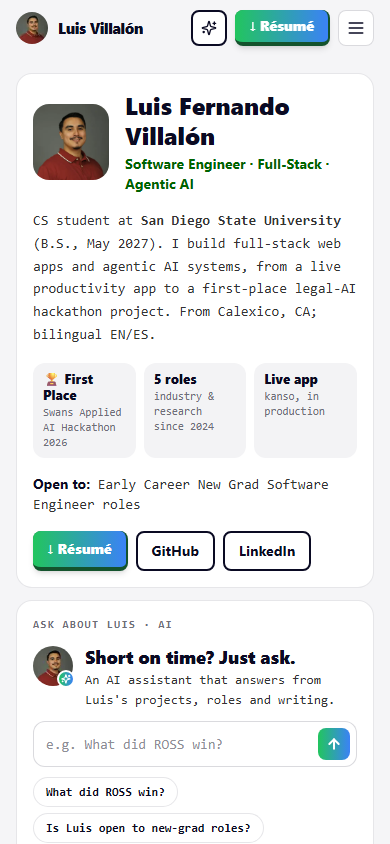 Luis Villalón
↓ Résumé
Luis Fernando
Villalón
Software Engineer · Full-Stack ·
Agentic AI
CS student at San Diego State University
(B.S., May 2027). I build full-stack web
apps and agentic AI systems, from a live
productivity app to a first-place legal-AI
hackathon project. From Calexico, CA;
bilingual EN/ES.
🏆 First
Place
Swans Applied
AI Hackathon
2026
5 roles
industry &
research
since 2024
Live app
kanso, in
production
Open to: Early Career New Grad Software
Engineer roles
↓ Résumé
GitHub
LinkedIn
ASK ABOUT LUIS · AI
Short on time? Just ask.
An AI assistant that answers from
Luis's projects, roles and writing.
e.g. What did ROSS win?
What did ROSS win?
Is Luis open to new-grad roles?